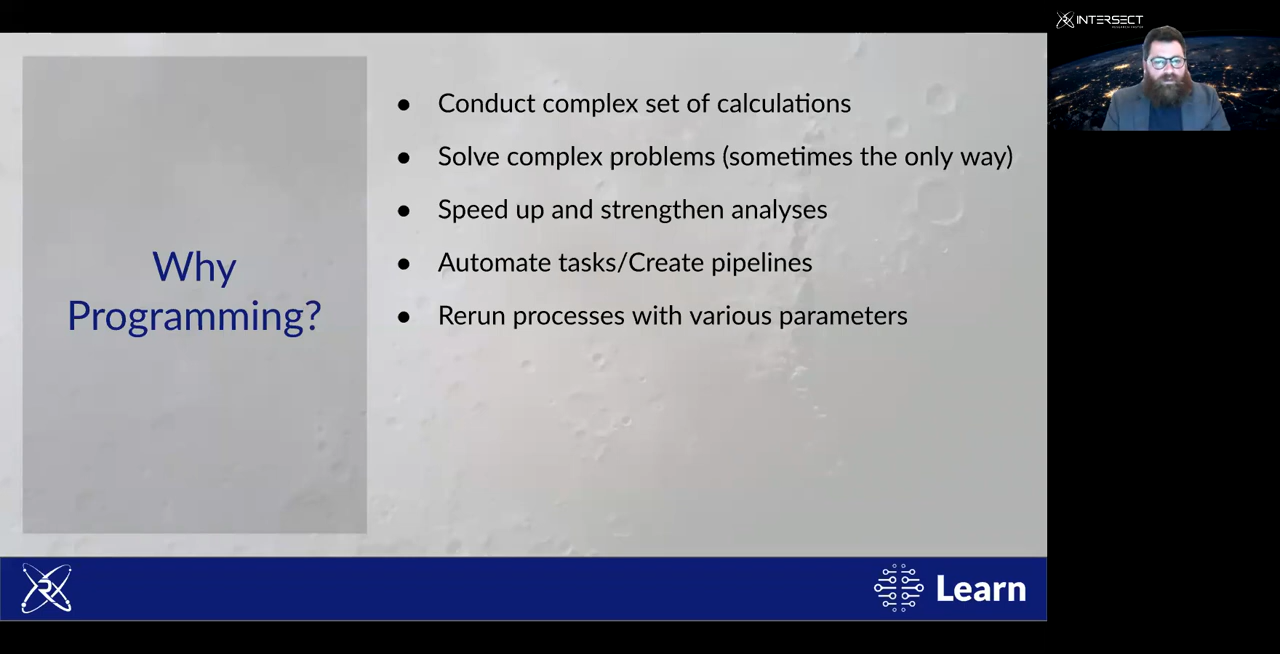 INTERSECT
Why
Programming?
● Conduct complex set of calculations
● Solve complex problems (sometimes the only way)
● Speed up and strengthen analyses
● Automate tasks/Create pipelines
● Rerun processes with various parameters
Learn